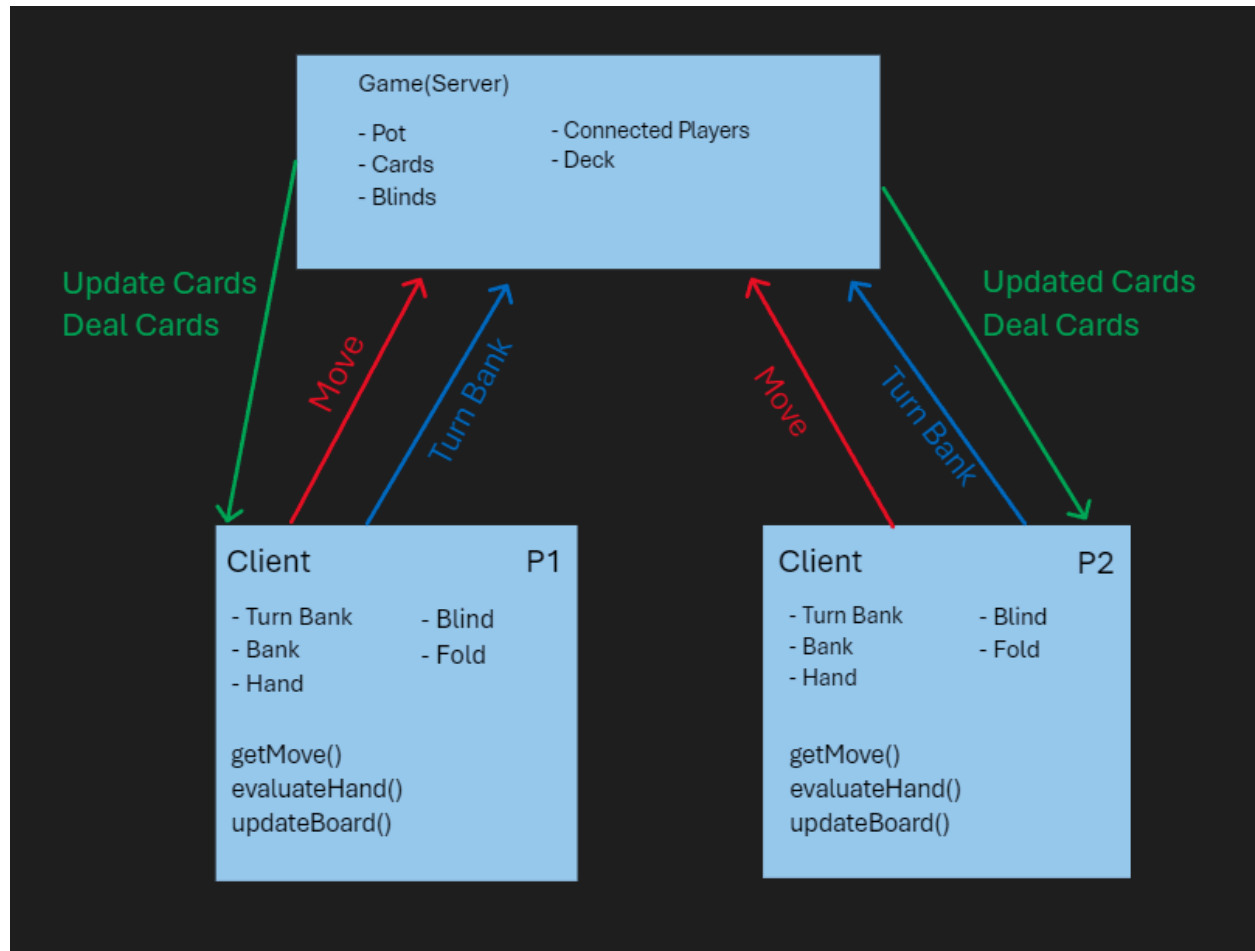 Game(Server)
- Pot
- Cards
- Blinds
- Connected Players
- Deck
Update Cards
Deal Cards
Move
Turn Bank
Move
Turn Bank
Updated Cards
Deal Cards
Client
P1
- Turn Bank
- Bank
- Hand
- Blind
- Fold
getMove()
evaluateHand()
updateBoard()
Client
P2
- Turn Bank
- Bank
- Hand
- Blind
- Fold
getMove()
evaluateHand()
updateBoard()